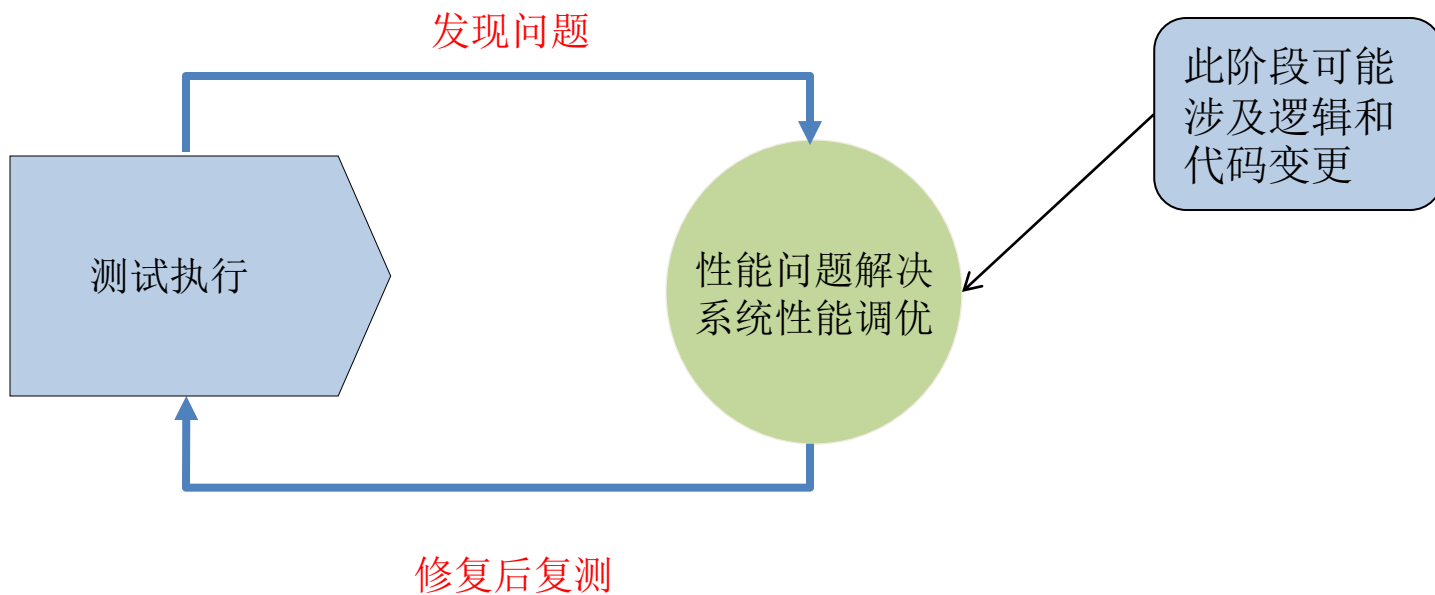 发现问题
此阶段可能
涉及逻辑和
代码变更
测试执行
性能问题解决
系统性能调优
修复后复测